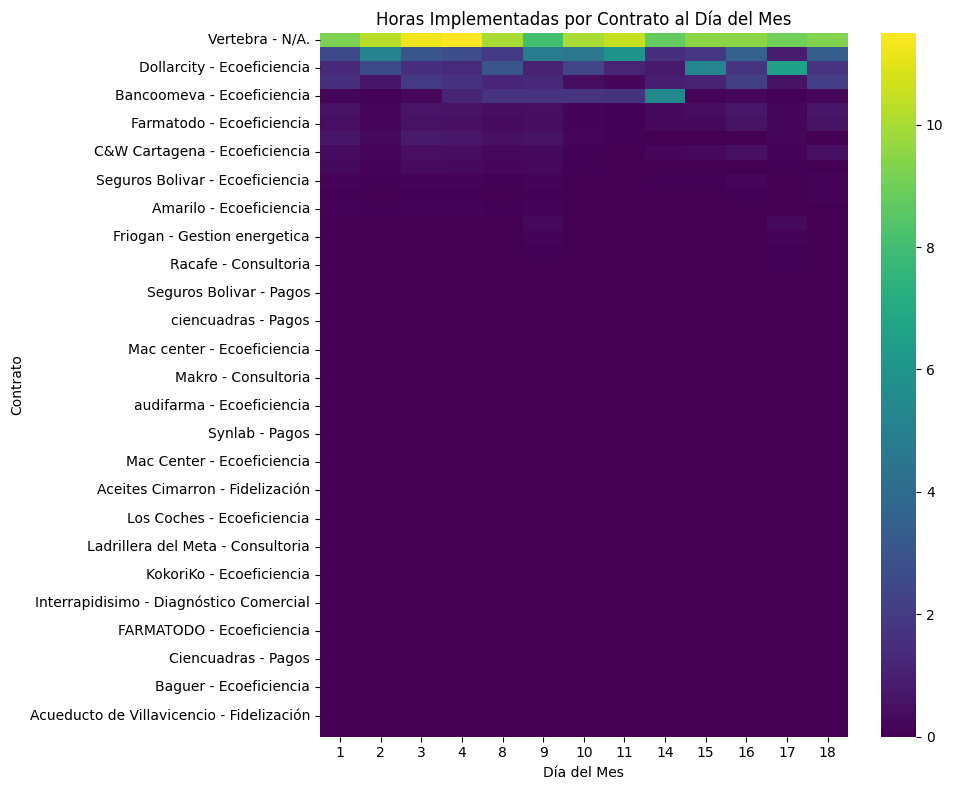 Horas Implementadas por Contrato al Día del Mes
Vertebra - N/A.
Dollarcity - Ecoeficiencia
Bancoomeva - Ecoeficiencia
Farmatodo - Ecoeficiencia
C&W Cartagena - Ecoeficiencia
Seguros Bolivar - Ecoeficiencia
Amarilo - Ecoeficiencia
Friogan - Gestion energetica
Racafe - Consultoria
Seguros Bolivar - Pagos
ciencuadras - Pagos
Mac center - Ecoeficiencia
Makro - Consultoria
audifarma - Ecoeficiencia
Synlab - Pagos
Mac Center - Ecoeficiencia
Aceites Cimarron - Fidelización
Los Coches - Ecoeficiencia
Ladrillera del Meta - Consultoria
KokoriKo - Ecoeficiencia
Interrapidisimo - Diagnóstico Comercial
FARMATODO - Ecoeficiencia
Ciencuadras - Pagos
Baguer - Ecoeficiencia
Acueducto de Villavicencio - Fidelización
Contrato
1 2 3 4 8 9 10 11 14 15 16 17 18
Día del Mes
10
8
6
4
2
0